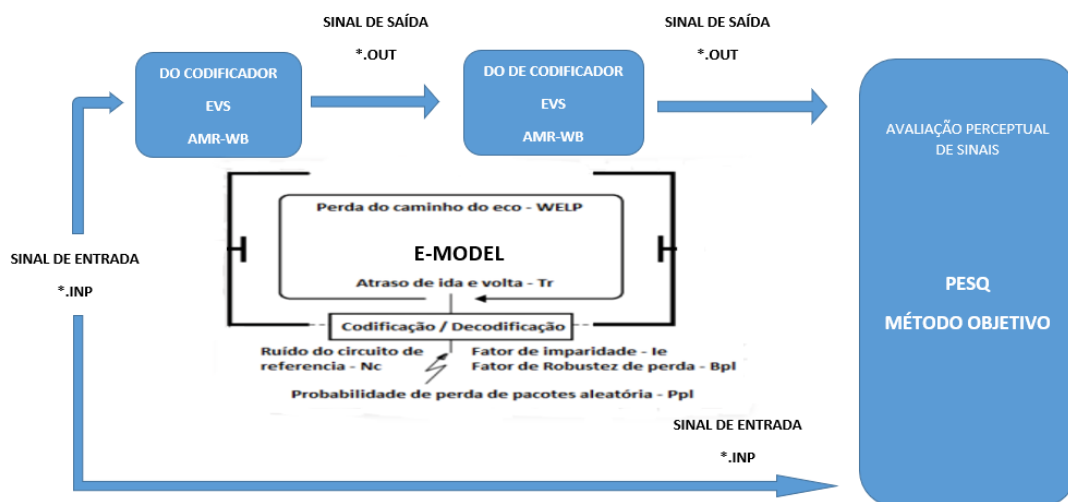 SINAL DE SAÍDA
*.OUT
SINAL DE SAÍDA
*.OUT
DO CODIFICADOR
EVS
AMR-WB
DO DE CODIFICADOR
EVS
AMR-WB
AVALIAÇÃO PERCEPTUAL
DE SINAIS
PESQ
MÉTODO OBJETIVO
SINAL DE ENTRADA
*.INP
Perda do caminho do eco - WELP
E-MODEL
Atraso de ida e volta - Tr
Codificação / Decodificação
Ruído do circuito de
referencia - Nc
Fator de imparidade - Ie
Fator de Robustez de perda - Bpl
Probabilidade de perda de pacotes aleatória - Ppl
SINAL DE ENTRADA
*.INP